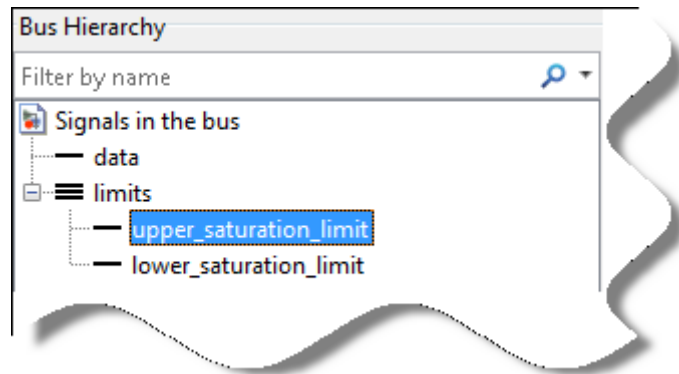 Bus Hierarchy
Filter by name
Signals in the bus
data
limits
upper_saturation_limit
lower_saturation_limit